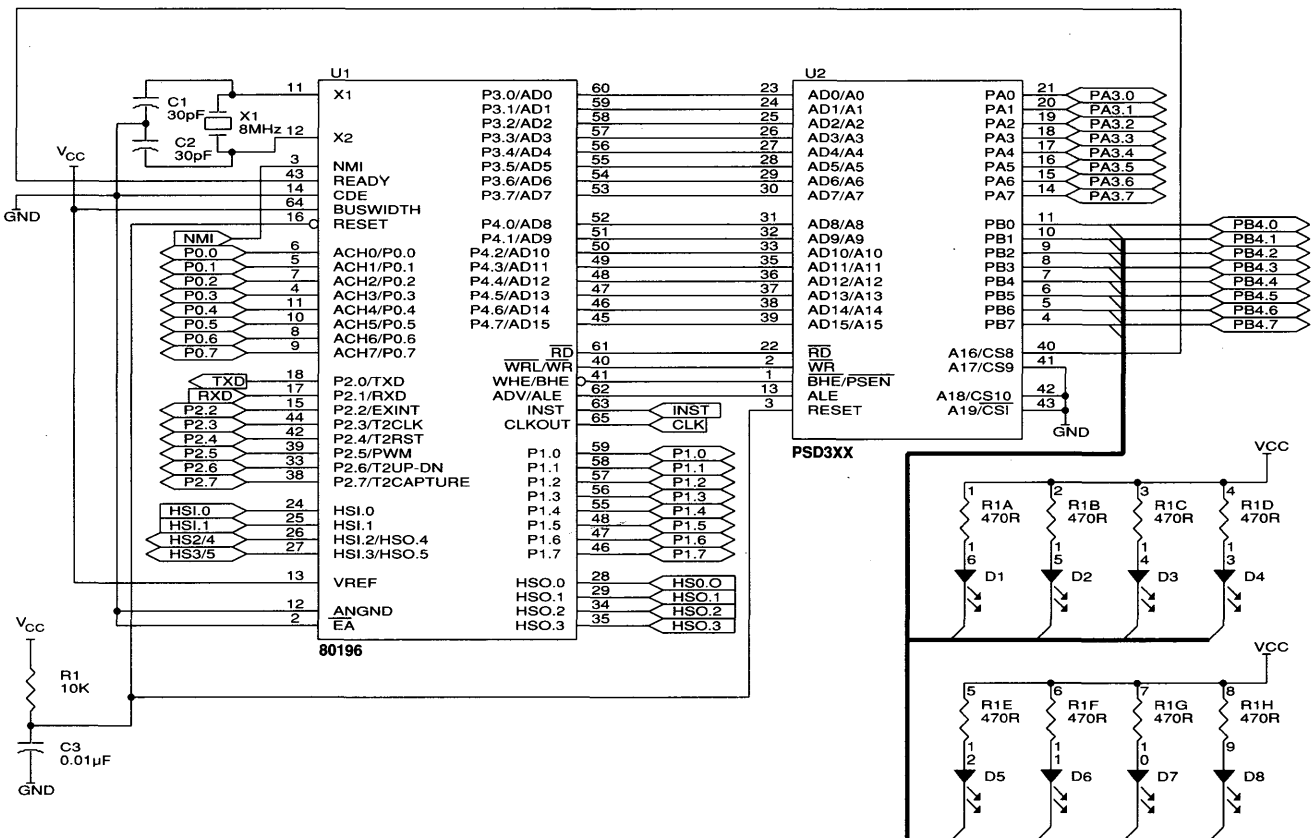 U1
11 X1
12 X2
3 NMI
43 READY
14 CDE
64 BUSWIDTH
16 RESET
6 ACH0/P0.0
5 ACH1/P0.1
7 ACH2/P0.2
4 ACH3/P0.3
11 ACH4/P0.4
10 ACH5/P0.5
8 ACH6/P0.6
9 ACH7/P0.7
18 P2.0/TXD
17 P2.1/RXD
15 P2.2/EXINT
44 P2.3/T2CLK
42 P2.4/T2RST
39 P2.5/PWM
33 P2.6/T2UP-DN
38 P2.7/T2CAPTURE
24 HSI.0
25 HSI.1
26 HSI.2/HSO.4
27 HSI.3/HSO.5
13 VREF
12 ANGND
2 EA
80196
C1
30pF
C2
30pF
X1
8MHz
VCC
GND
NMI
P0.0
P0.1
P0.2
P0.3
P0.4
P0.5
P0.6
P0.7
TXD
RXD
P2.2
P2.3
P2.4
P2.5
P2.6
P2.7
HSI.0
HSI.1
HS2/4
HS3/5
VCC
R1
10K
C3
0.01µF
GND
P3.0/AD0 60
P3.1/AD1 59
P3.2/AD2 58
P3.3/AD3 57
P3.4/AD4 56
P3.5/AD5 55
P3.6/AD6 54
P3.7/AD7 53
P4.0/AD8 52
P4.1/AD9 51
P4.2/AD10 50
P4.3/AD11 49
P4.4/AD12 48
P4.5/AD13 47
P4.6/AD14 46
P4.7/AD15 45
RD 61
WRL/WR 40
WHE/BHE 41
ADV/ALE 62
INST 63 INST
CLKOUT 65 CLK
P1.0 59 P1.0
P1.1 58 P1.1
P1.2 57 P1.2
P1.3 56 P1.3
P1.4 55 P1.4
P1.5 48 P1.5
P1.6 47 P1.6
P1.7 46 P1.7
HSO.0 28 HS0.O
HSO.1 29 HSO.1
HSO.2 34 HSO.2
HSO.3 35 HSO.3
U2
23 AD0/A0
24 AD1/A1
25 AD2/A2
26 AD3/A3
27 AD4/A4
28 AD5/A5
29 AD6/A6
30 AD7/A7
31 AD8/A8
32 AD9/A9
33 AD10/A10
35 AD11/A11
36 AD12/A12
37 AD13/A13
38 AD14/A14
39 AD15/A15
22 RD
2 WR
1 BHE/PSEN
13 ALE
3 RESET
PSD3XX
PA0 21 PA3.0
PA1 20 PA3.1
PA2 19 PA3.2
PA3 18 PA3.3
PA4 17 PA3.4
PA5 16 PA3.5
PA6 15 PA3.6
PA7 14 PA3.7
PB0 11 PB4.0
PB1 10 PB4.1
PB2 9 PB4.2
PB3 8 PB4.3
PB4 7 PB4.4
PB5 6 PB4.5
PB6 5 PB4.6
PB7 4 PB4.7
A16/CS8 40
A17/CS9 41
A18/CS10 42
A19/CSI 43
GND
VCC
1 2 3 4
R1A R1B R1C R1D
470R 470R 470R 470R
1 1 1 1
6 5 4 3
D1 D2 D3 D4
VCC
5 6 7 8
R1E R1F R1G R1H
470R 470R 470R 470R
1 1 1 9
2 1 0
D5 D6 D7 D8